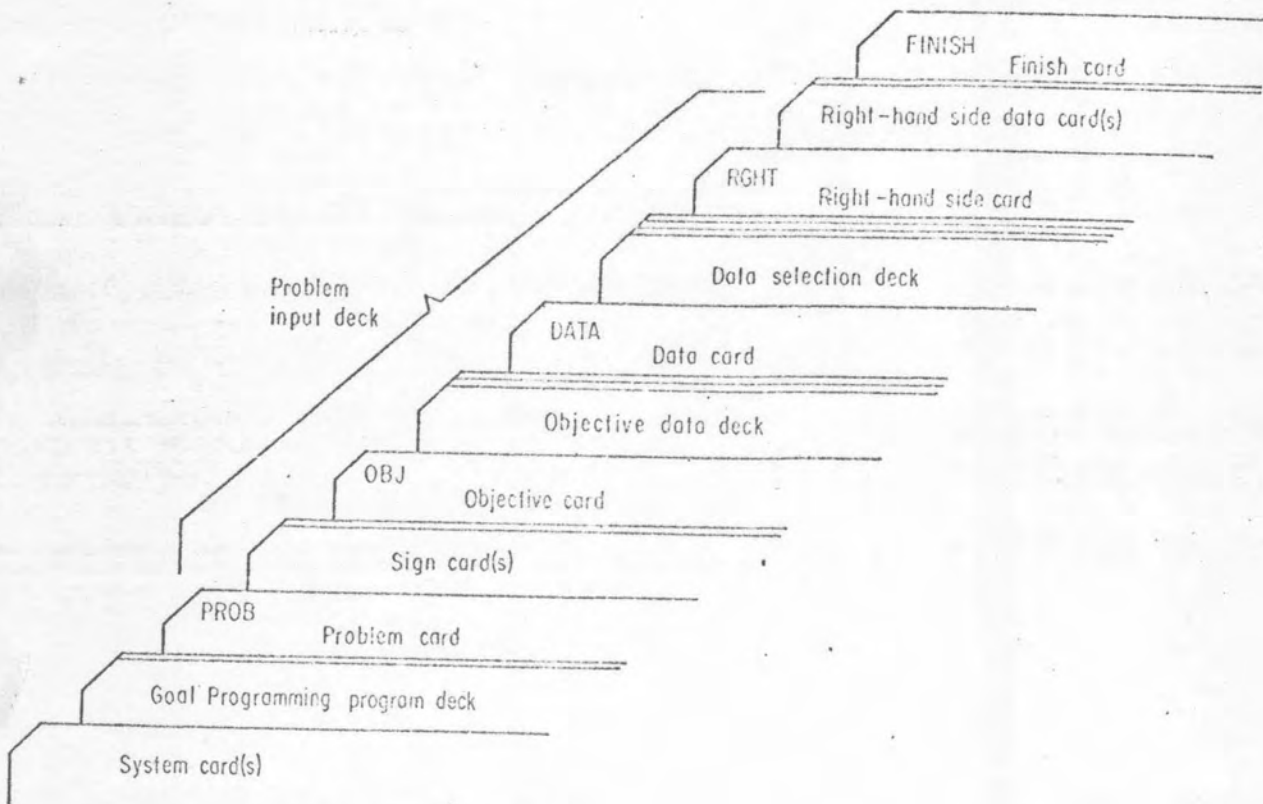 FINISH
Finish card
Right-hand side data card(s)
RGHT
Right-hand side card
Data selection deck
Problem
input deck
DATA
Data card
Objective data deck
OBJ
Objective card
Sign card(s)
PROB
Problem card
Goal Programming program deck
System card(s)